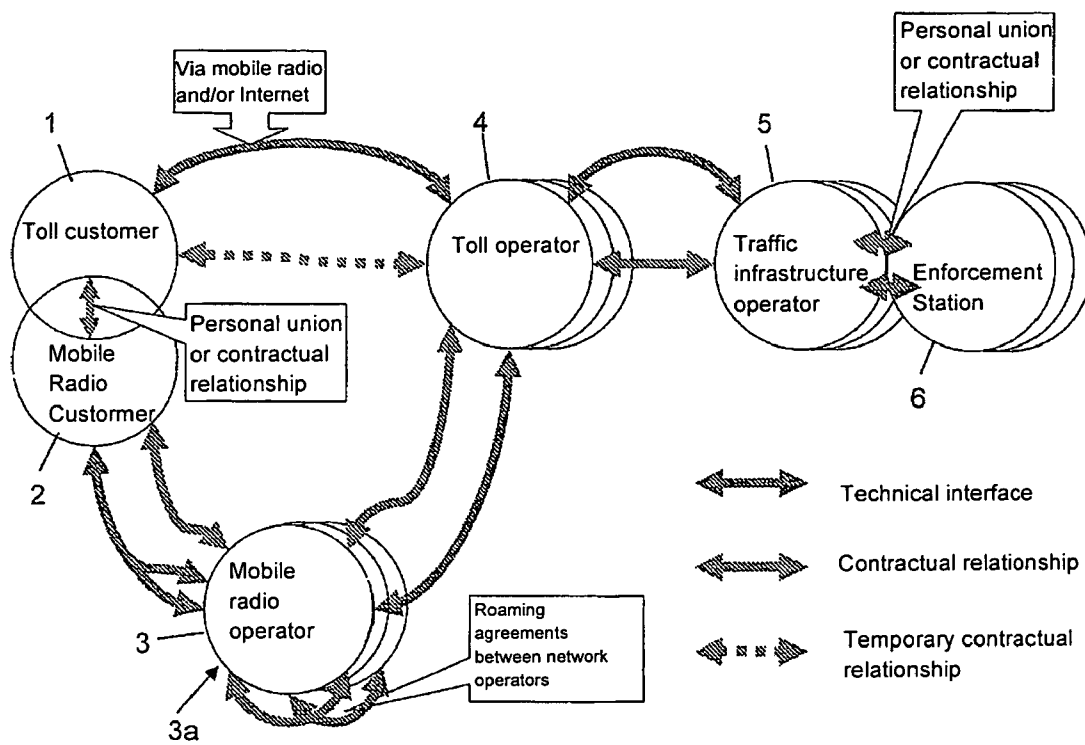 Via mobile radio
and/or Internet
Personal union
or contractual
relationship
1
4
5
Toll customer
Toll operator
Traffic
infrastructure
operator
Enforcement
Station
Personal union
or contractual
relationship
Mobile
Radio
Custormer
2
6
Technical interface
Contractual relationship
Temporary contractual
relationship
Mobile
radio
operator
3
3a
Roaming
agreements
between network
operators